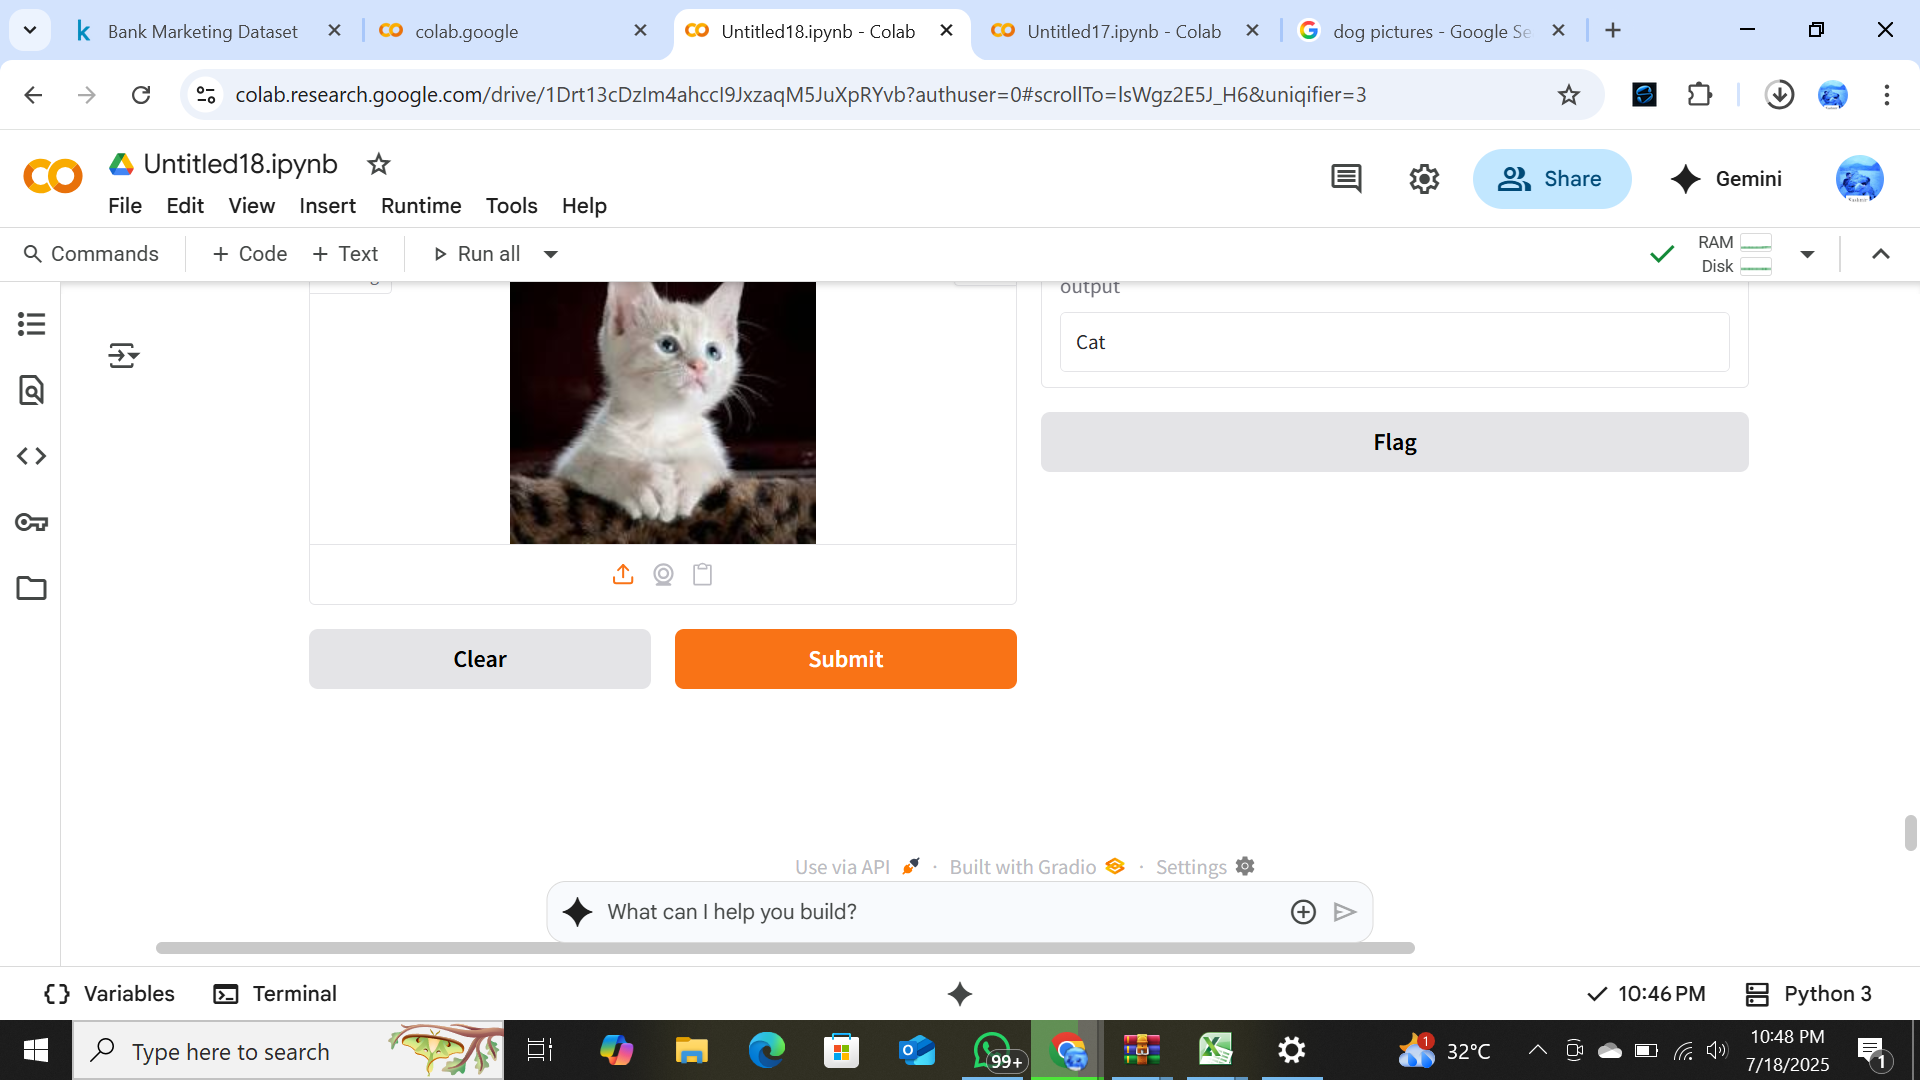 Bank Marketing Dataset
colab.google
Untitled18.ipynb - Colab
Untitled17.ipynb - Colab
dog pictures - Google Se
colab.research.google.com/drive/1Drt13cDzIm4ahccI9JxzaqM5JuXpRYvb?authuser=0#scrollTo=lsWgz2E5J_H6&uniqifier=3
Untitled18.ipynb
Share
Gemini
File Edit View Insert Runtime Tools Help
Commands + Code + Text Run all
RAM
Disk
output
Cat
Flag
Clear
Submit
Use via API · Built with Gradio · Settings
What can I help you build?
Variables Terminal
10:46 PM Python 3
Type here to search
99+
1
32°C
10:48 PM
7/18/2025
1